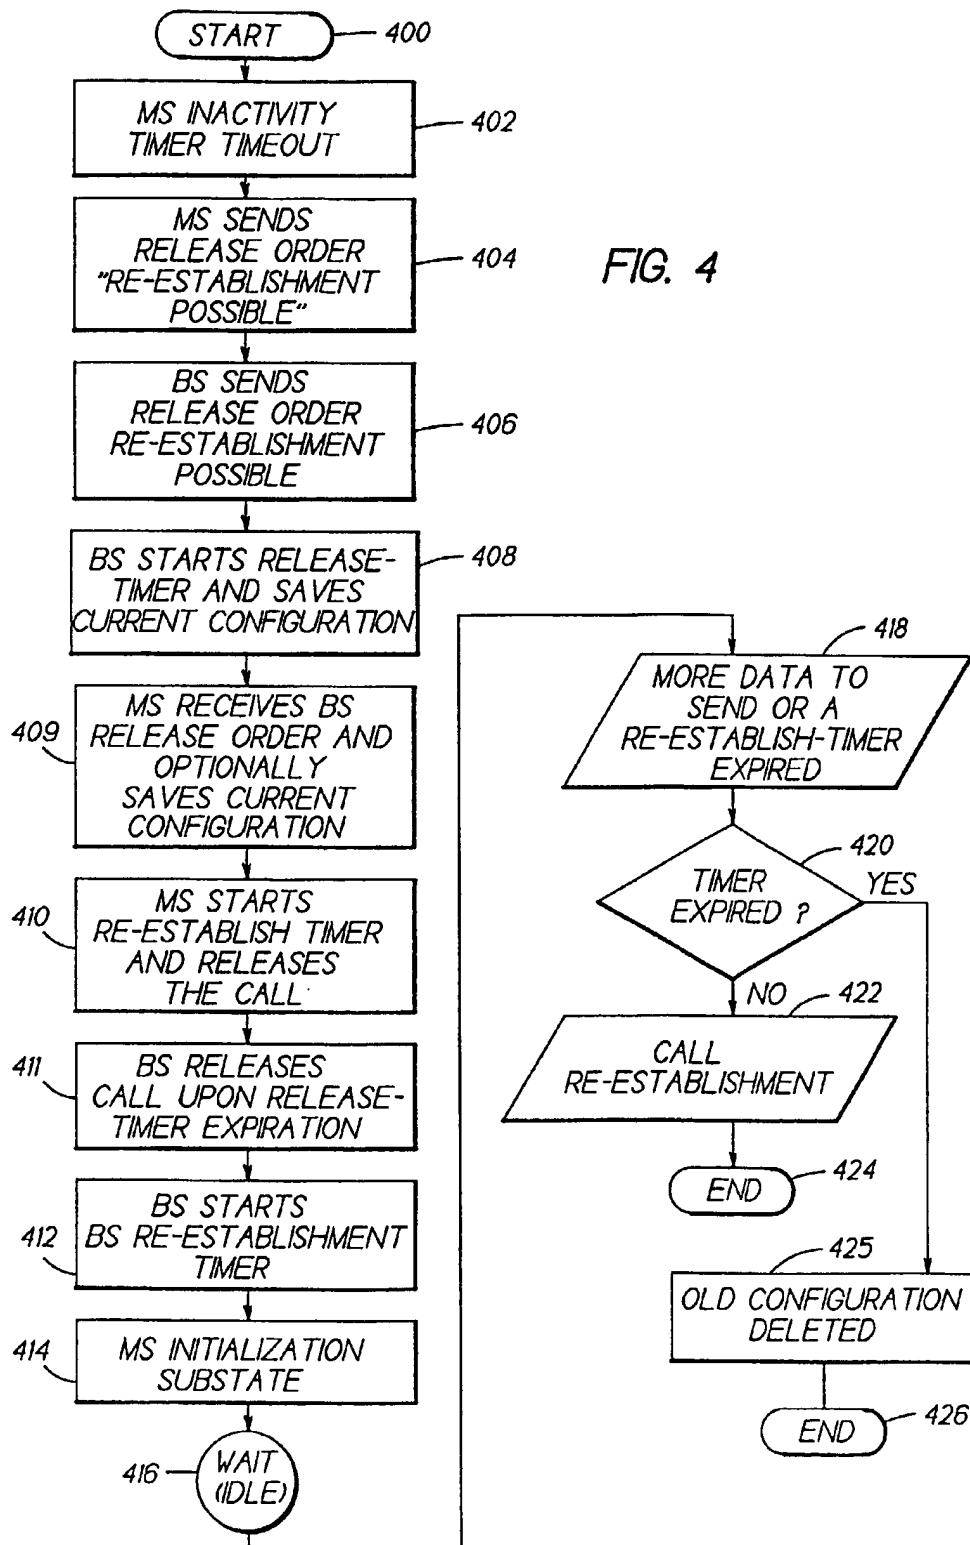 START
400
MS INACTIVITY
TIMER TIMEOUT
402
MS SENDS
RELEASE ORDER
"RE-ESTABLISHMENT
POSSIBLE"
404
FIG. 4
BS SENDS
RELEASE ORDER
RE-ESTABLISHMENT
POSSIBLE
406
BS STARTS RELEASE-
TIMER AND SAVES
CURRENT CONFIGURATION
408
MS RECEIVES BS
RELEASE ORDER AND
OPTIONALLY
SAVES CURRENT
CONFIGURATION
409
MS STARTS
RE-ESTABLISH TIMER
AND RELEASES
THE CALL
410
BS RELEASES
CALL UPON RELEASE-
TIMER EXPIRATION
411
BS STARTS
BS RE-ESTABLISHMENT
TIMER
412
MS INITIALIZATION
SUBSTATE
414
WAIT
(IDLE)
416
418
MORE DATA TO
SEND OR A
RE-ESTABLISH-TIMER
EXPIRED
420
TIMER
EXPIRED ?
YES
NO
422
CALL
RE-ESTABLISHMENT
END
424
425
OLD CONFIGURATION
DELETED
END
426